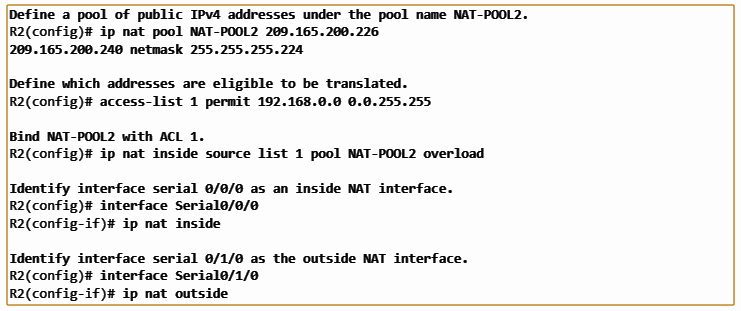 Define a pool of public IPv4 addresses under the pool name NAT-POOL2.
R2(config)# ip nat pool NAT-POOL2 209.165.200.226
209.165.200.240 netmask 255.255.255.224
Define which addresses are eligible to be translated.
R2(config)# access-list 1 permit 192.168.0.0 0.0.255.255
Bind NAT-POOL2 with ACL 1.
R2(config)# ip nat inside source list 1 pool NAT-POOL2 overload
Identify interface serial 0/0/0 as an inside NAT interface.
R2(config)# interface Serial0/0/0
R2(config-if)# ip nat inside
Identify interface serial 0/1/0 as the outside NAT interface.
R2(config)# interface Serial0/1/0
R2(config-if)# ip nat outside